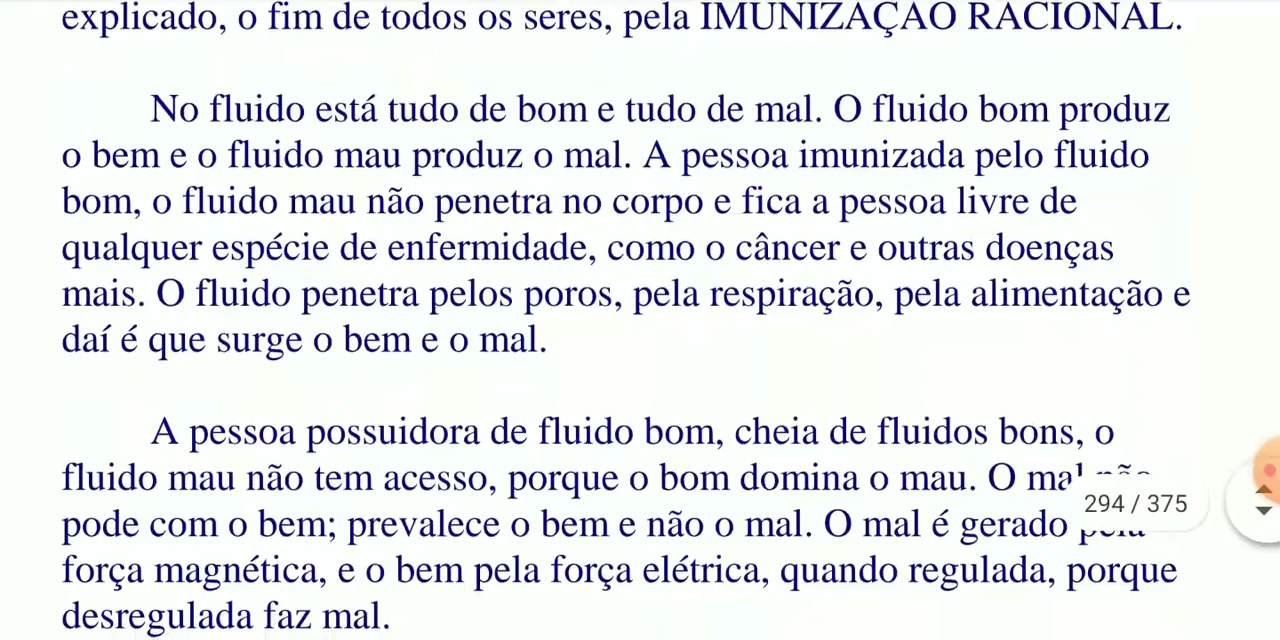 explicado, o fim de todos os seres, pela IMUNIZAÇÃO RACIONAL.
No fluido está tudo de bom e tudo de mal. O fluido bom produz
o bem e o fluido mau produz o mal. A pessoa imunizada pelo fluido
bom, o fluido mau não penetra no corpo e fica a pessoa livre de
qualquer espécie de enfermidade, como o câncer e outras doenças
mais. O fluido penetra pelos poros, pela respiração, pela alimentação e
daí é que surge o bem e o mal.
A pessoa possuidora de fluido bom, cheia de fluidos bons, o
fluido mau não tem acesso, porque o bom domina o mau. O mal não
294 / 375
pode com o bem; prevalece o bem e não o mal. O mal é gerado pela
força magnética, e o bem pela força elétrica, quando regulada, porque
desregulada faz mal.